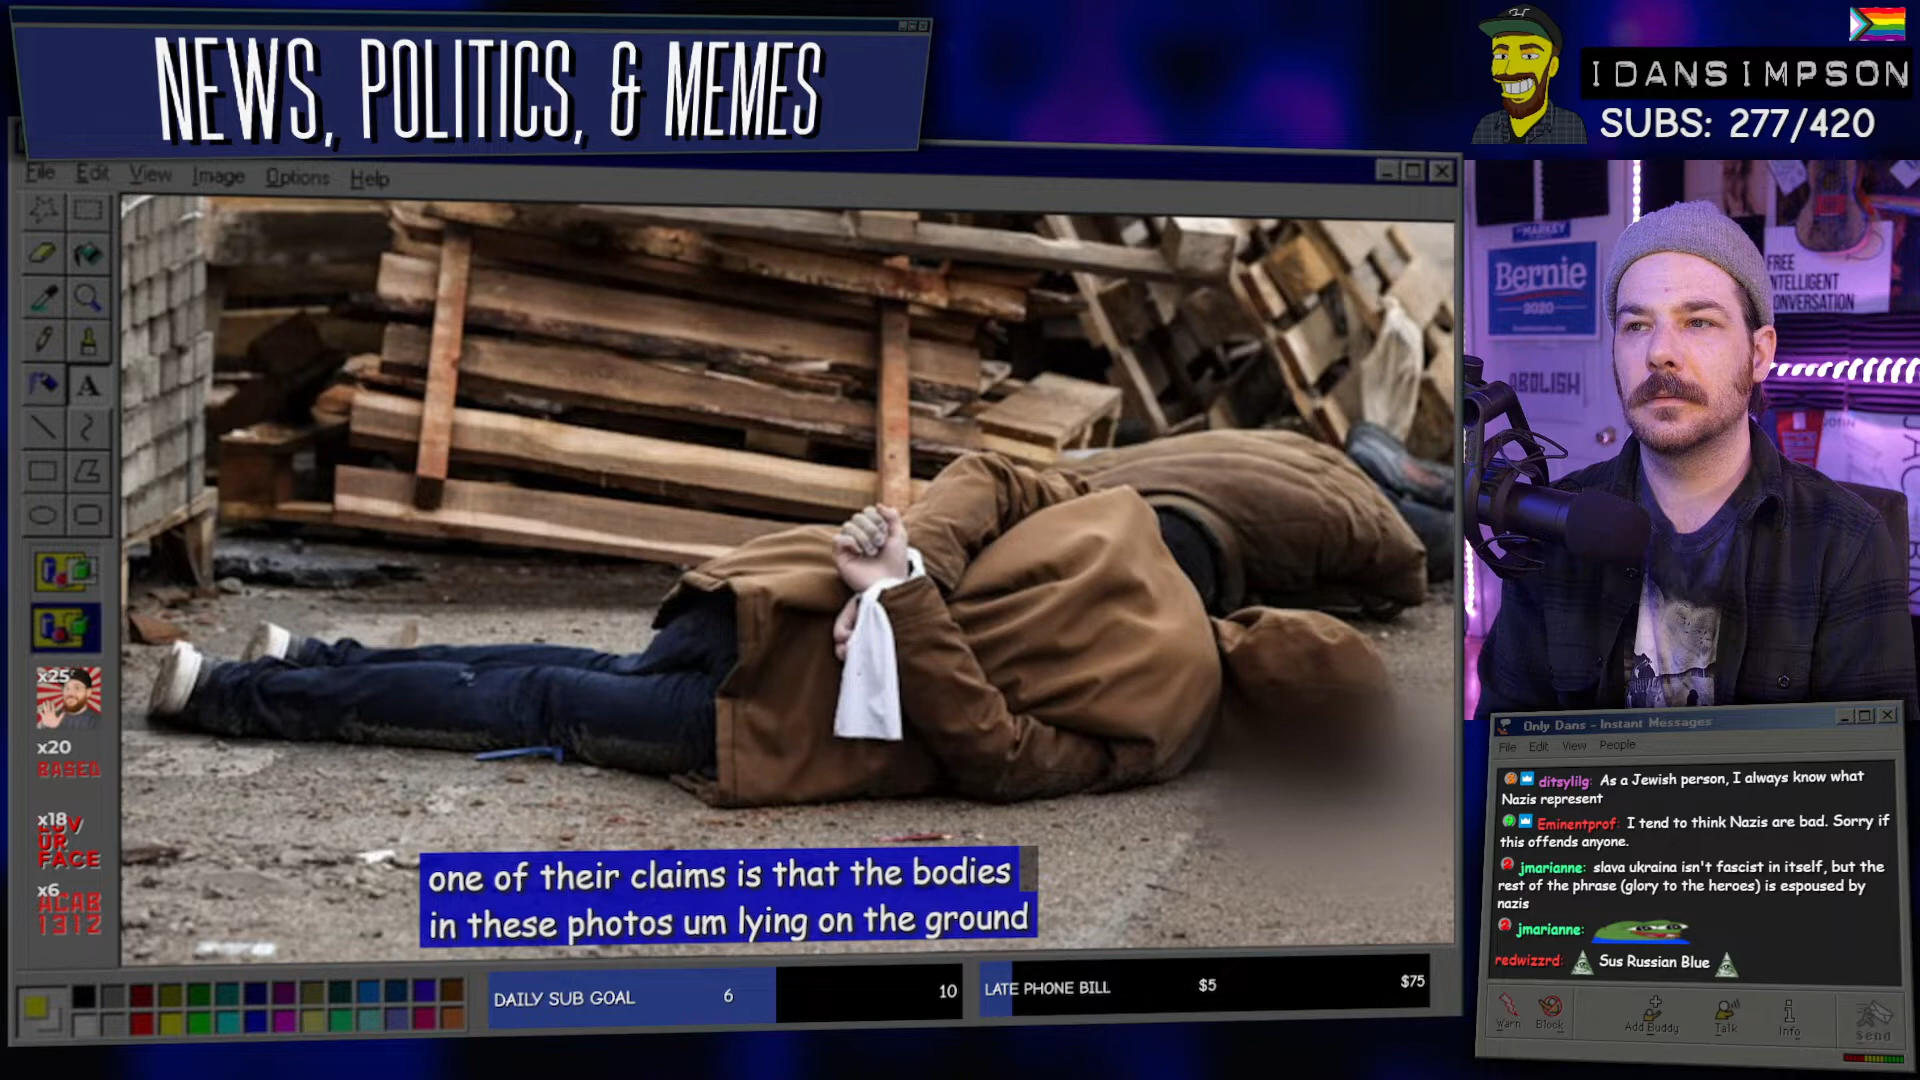 NEWS, POLITICS, & MEMES
IDANSIMPSON
SUBS: 277/420
File Edit View Image Options Help
MARKEY
Bernie
2020
FREE
INTELLIGENT
CONVERSATION
ABOLISH
A
x25
x20
BASED
x18
LUV
UR
FACE
x6
ACAB
1312
one of their claims is that the bodies
in these photos um lying on the ground
DAILY SUB GOAL 6 10
LATE PHONE BILL $5 $75
Only Dans - Instant Messages
File Edit View People
ditsylilg: As a Jewish person, I always know what
Nazis represent
Eminentprof: I tend to think Nazis are bad. Sorry if
this offends anyone.
jmarianne: slava ukraina isn't fascist in itself, but the
rest of the phrase (glory to the heroes) is espoused by
nazis
jmarianne:
redwizzrd: Sus Russian Blue
Warn Block Add Buddy Talk Info Send